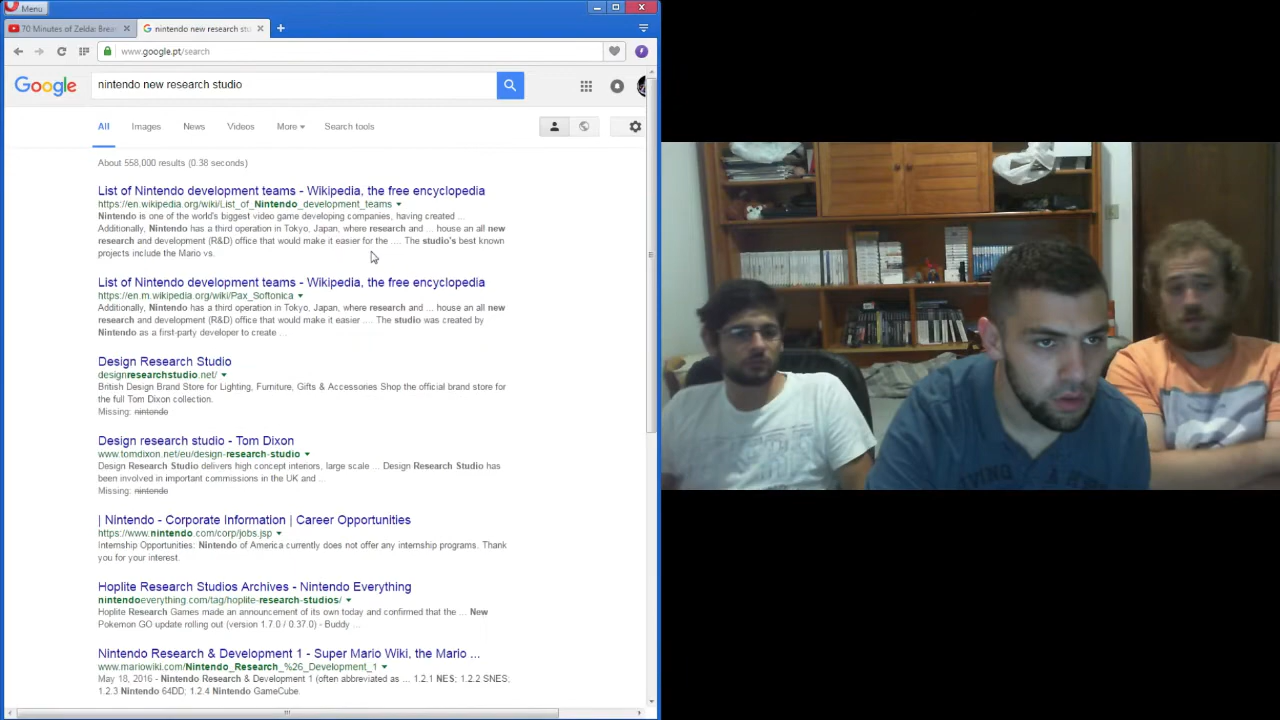 Menu
70 Minutes of Zelda: Brea
nintendo new research stu
www.google.pt/search
Google
nintendo new research studio
All Images News Videos More Search tools
About 558,000 results (0.38 seconds)
List of Nintendo development teams - Wikipedia, the free encyclopedia
https://en.wikipedia.org/wiki/List_of_Nintendo_development_teams
Nintendo is one of the world's biggest video game developing companies, having created ...
Additionally, Nintendo has a third operation in Tokyo, Japan, where research and ... house an all new
research and development (R&D) office that would make it easier for the .... The studio's best known
projects include the Mario vs.
List of Nintendo development teams - Wikipedia, the free encyclopedia
https://en.m.wikipedia.org/wiki/Pax_Softonica
Additionally, Nintendo has a third operation in Tokyo, Japan, where research and ... house an all new
research and development (R&D) office that would make it easier .... The studio was created by
Nintendo as a first-party developer to create ...
Design Research Studio
designresearchstudio.net/
British Design Brand Store for Lighting, Furniture, Gifts & Accessories Shop the official brand store for
the full Tom Dixon collection.
Missing: nintendo
Design research studio - Tom Dixon
www.tomdixon.net/eu/design-research-studio
Design Research Studio delivers high concept interiors, large scale ... Design Research Studio has
been involved in important commissions in the UK and...
Missing: nintendo
| Nintendo - Corporate Information | Career Opportunities
https://www.nintendo.com/corp/jobs.jsp
Internship Opportunities: Nintendo of America currently does not offer any internship programs. Thank
you for your interest.
Hoplite Research Studios Archives - Nintendo Everything
nintendoeverything.com/tag/hoplite-research-studios/
Hoplite Research Games made an announcement of its own today and confirmed that the ... New
Pokemon GO update rolling out (version 1.7.0 / 0.37.0) - Buddy ...
Nintendo Research & Development 1 - Super Mario Wiki, the Mario ...
www.mariowiki.com/Nintendo_Research_%26_Development_1
May 18, 2016 - Nintendo Research & Development 1 (often abbreviated as ... 1.2.1 NES; 1.2.2 SNES;
1.2.3 Nintendo 64DD; 1.2.4 Nintendo GameCube.